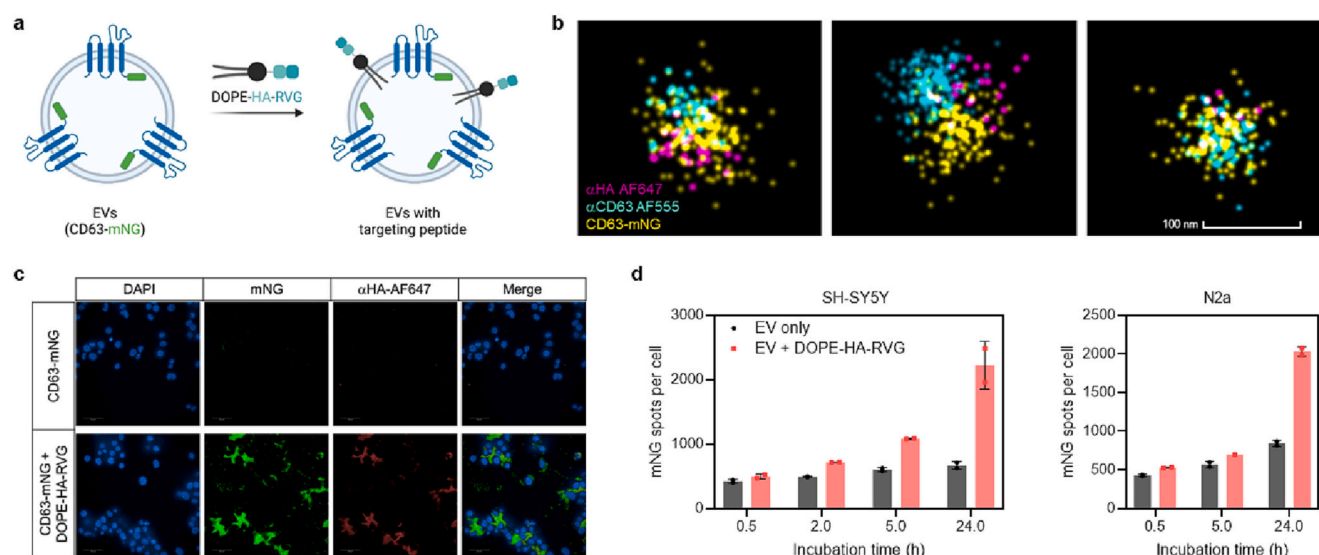 a
DOPE-HA-RVG
EVs
(CD63-mNG)
EVs with
targeting peptide
b
αHA AF647
αCD63 AF555
CD63-mNG
100 nm
c
DAPI
mNG
αHA-AF647
Merge
CD63-mNG
CD63-mNG +
DOPE-HA-RVG
d
SH-SY5Y
mNG spots per cell
3000
2000
1000
0
EV only
EV + DOPE-HA-RVG
0.5
2.0
5.0
24.0
Incubation time (h)
N2a
mNG spots per cell
2500
2000
1500
1000
500
0
0.5
5.0
24.0
Incubation time (h)